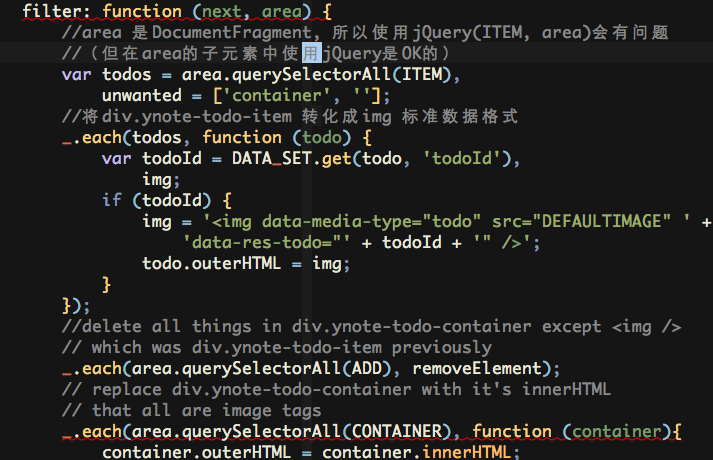 filter: function (next, area) {
//area 是DocumentFragment, 所以使用jQuery(ITEM, area)会有问题
//（但在area的子元素中使用jQuery是OK的）
var todos = area.querySelectorAll(ITEM),
unwanted = ['container', ''];
//将div.ynote-todo-item 转化成img 标准数据格式
_.each(todos, function (todo) {
var todoId = DATA_SET.get(todo, 'todoId'),
img;
if (todoId) {
img = '<img data-media-type="todo" src="DEFAULTIMAGE" ' +
'data-res-todo="' + todoId + '" />';
todo.outerHTML = img;
}
});
//delete all things in div.ynote-todo-container except <img />
// which was div.ynote-todo-item previously
_.each(area.querySelectorAll(ADD), removeElement);
// replace div.ynote-todo-container with it's innerHTML
// that all are image tags
_.each(area.querySelectorAll(CONTAINER), function (container){
container.outerHTML = container.innerHTML;